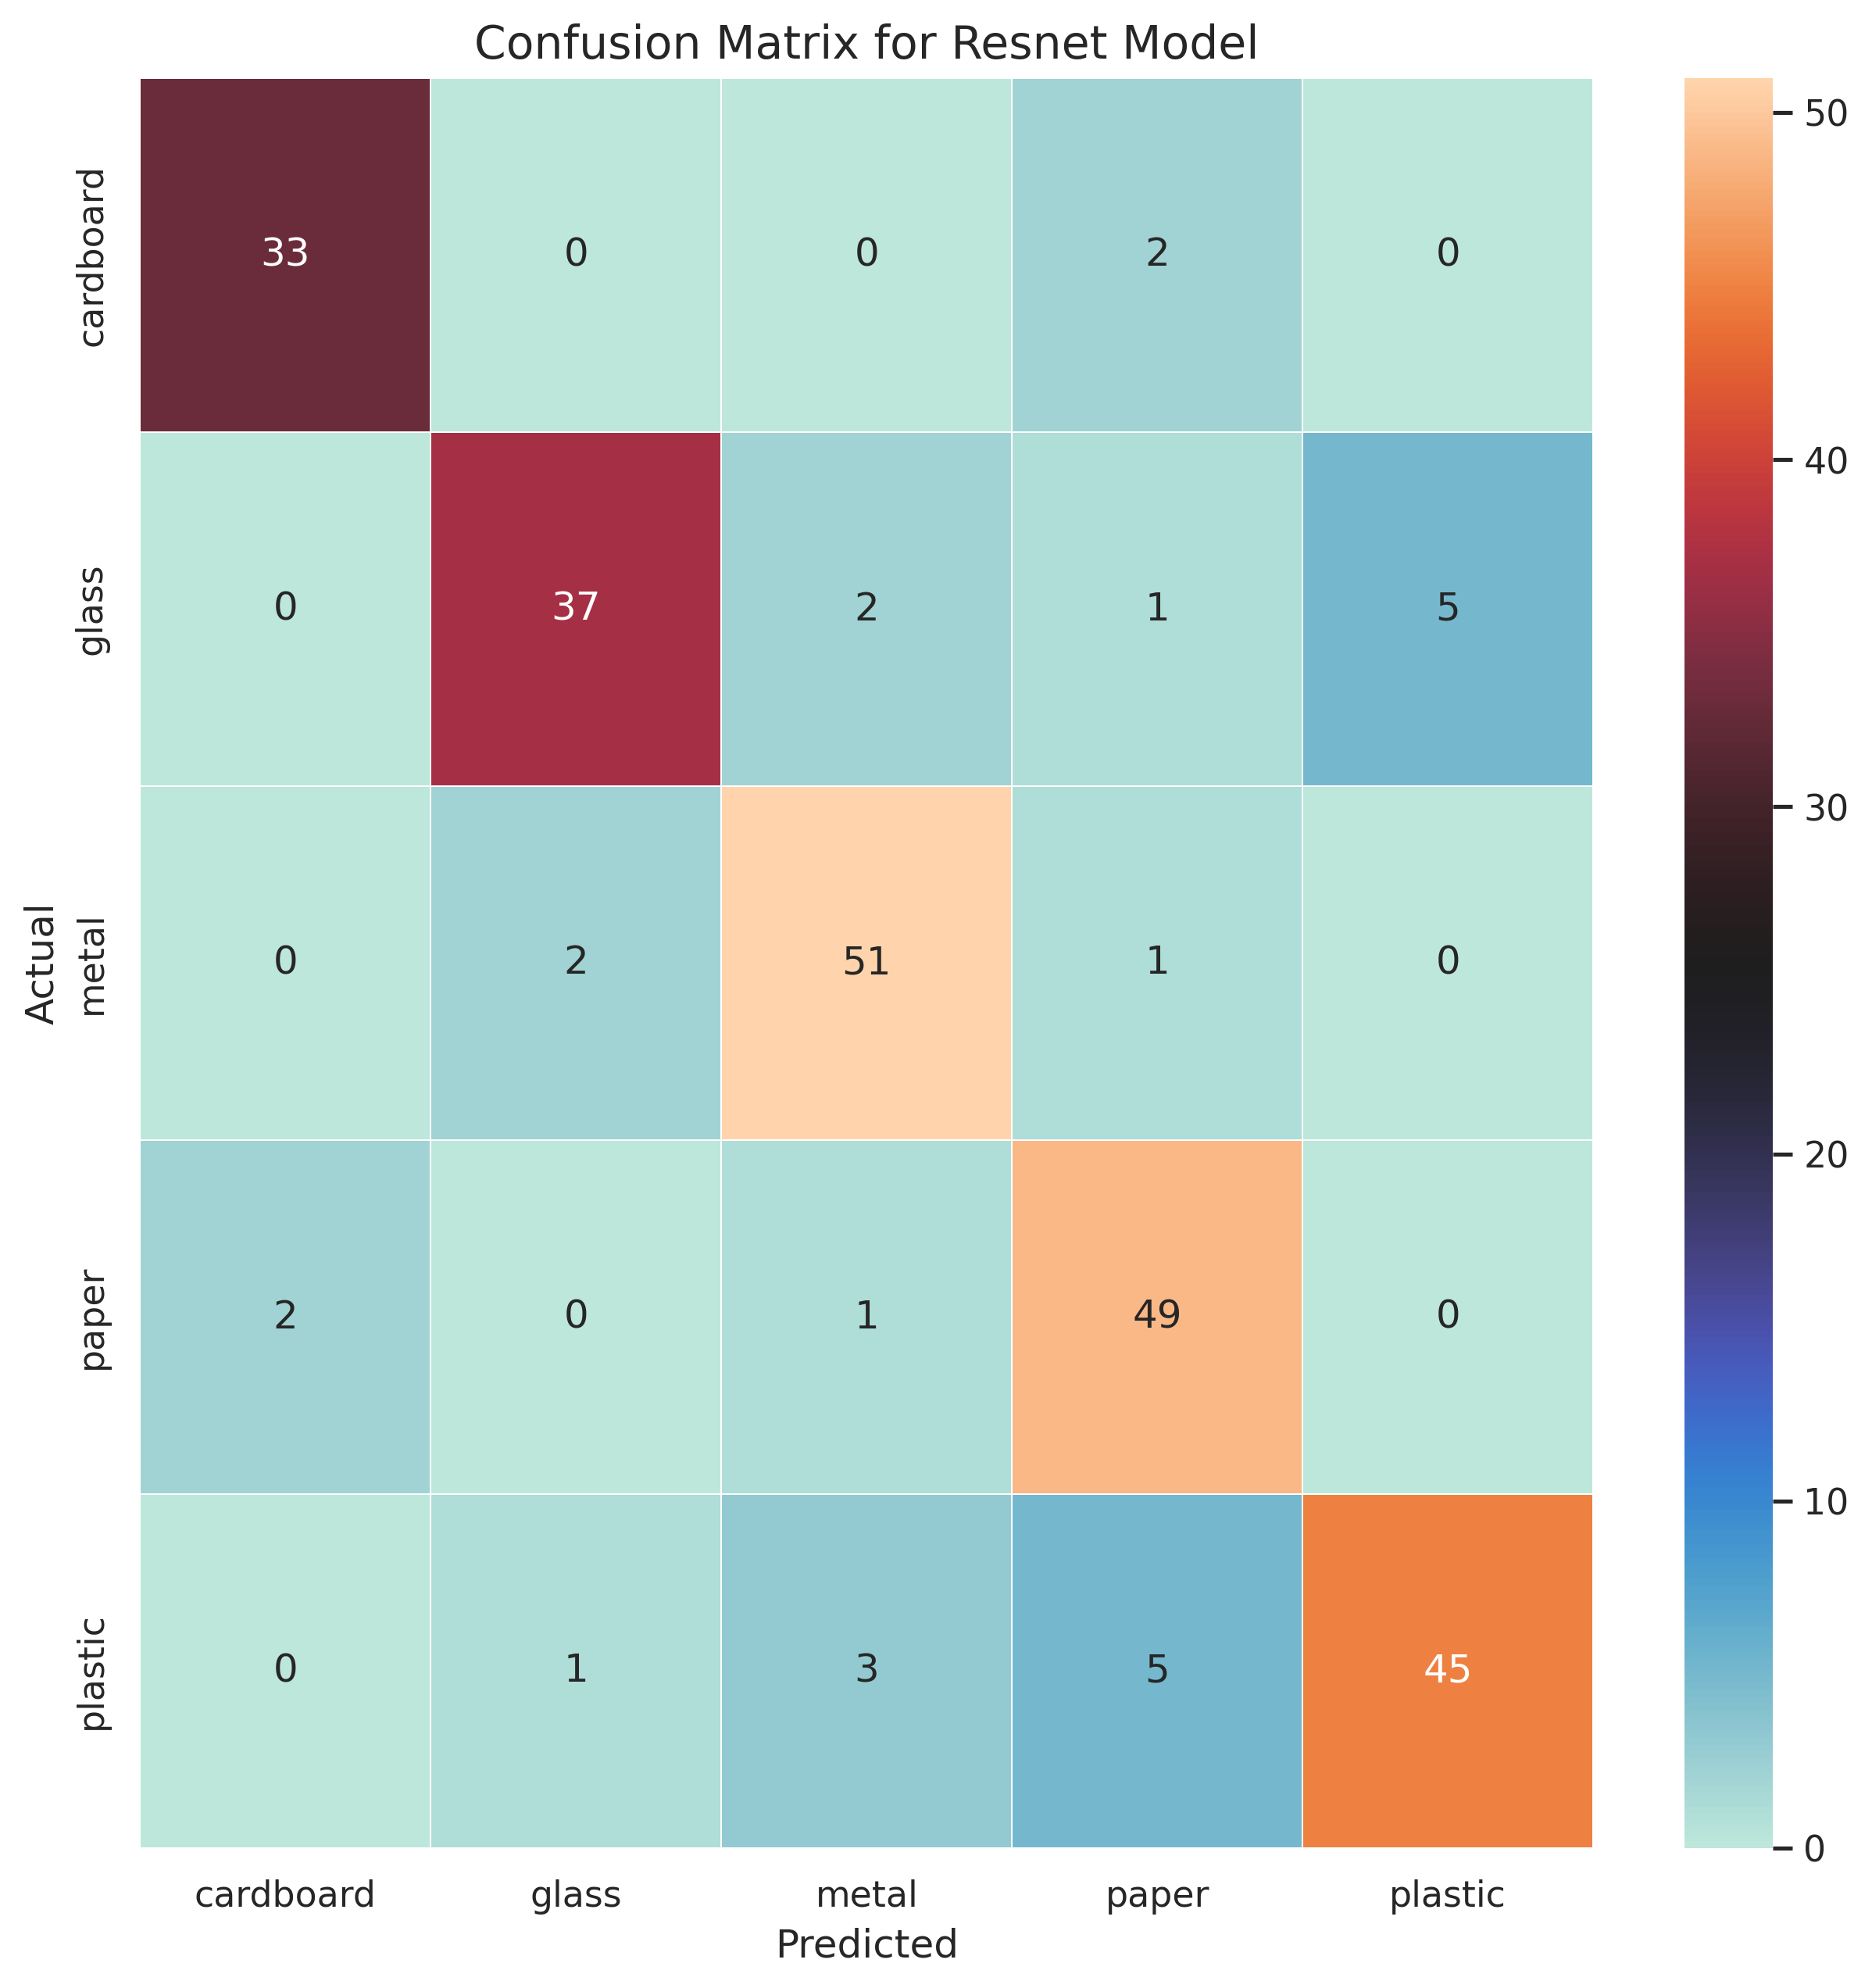 Confusion Matrix for Resnet Model
cardboard 33 0 0 2 0
glass 0 37 2 1 5
metal 0 2 51 1 0
paper 2 0 1 49 0
plastic 0 1 3 5 45
Actual
cardboard glass metal paper plastic
Predicted
50
40
30
20
10
0